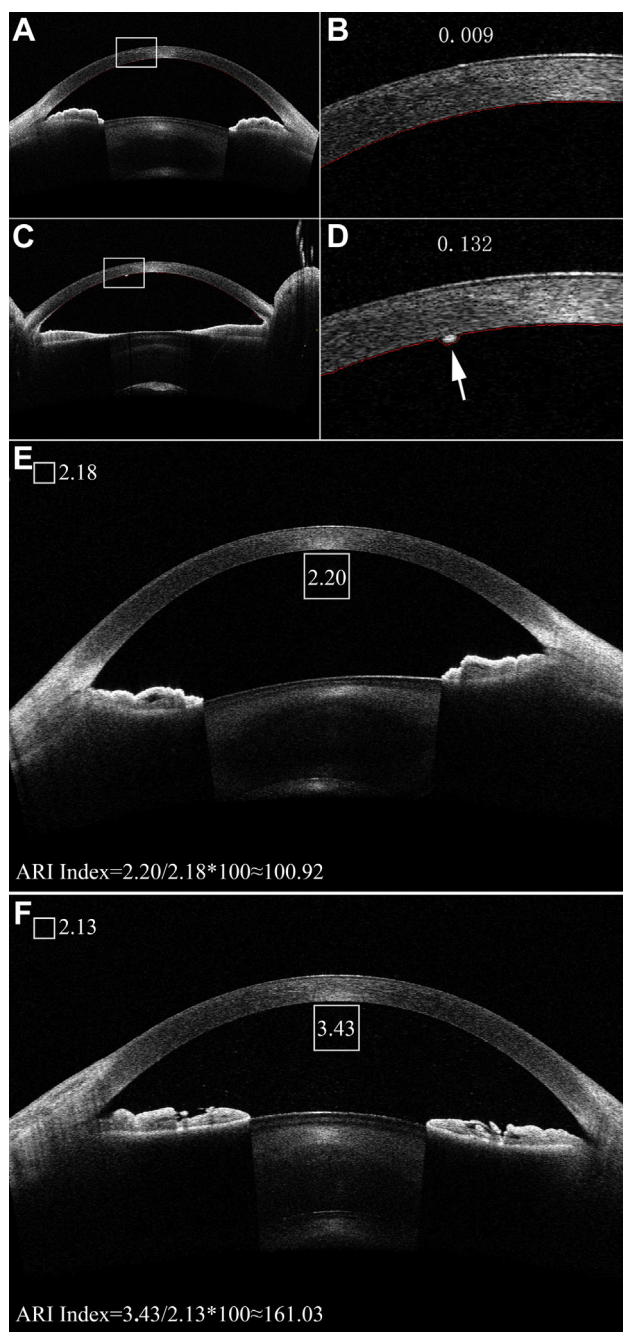 A
B
0.009
C
D
0.132
E
2.18
2.20
ARI Index=2.20/2.18*100≈100.92
F
2.13
3.43
ARI Index=3.43/2.13*100≈161.03